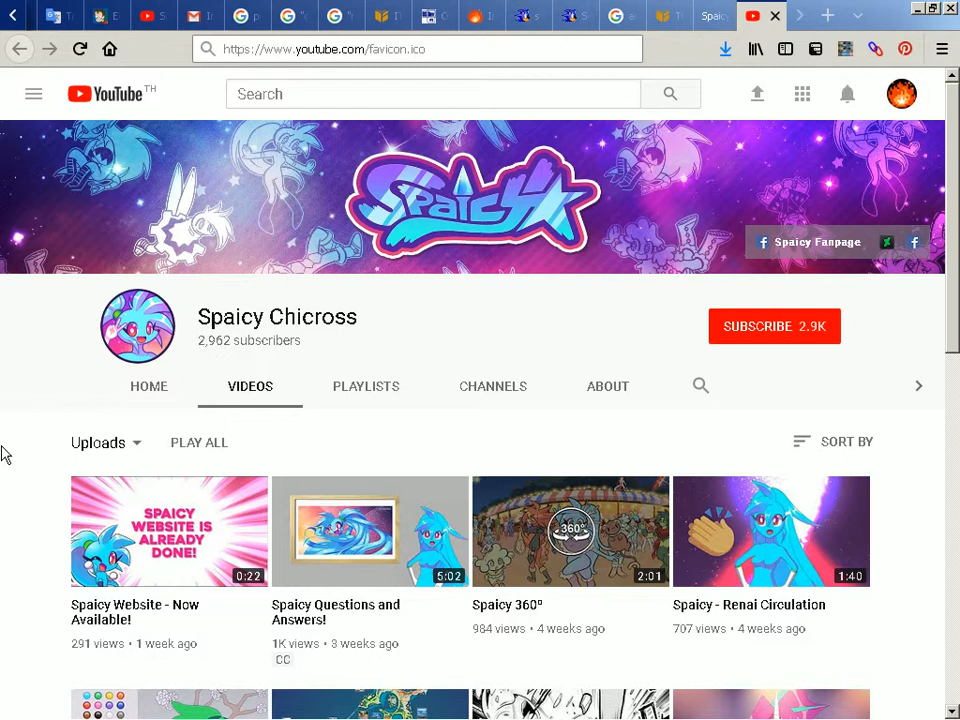 Spaicy
https://www.youtube.com/favicon.ico
YouTube TH
Search
SPaicy
Spaicy Fanpage
Spaicy Chicross
2,962 subscribers
SUBSCRIBE 2.9K
HOME
VIDEOS
PLAYLISTS
CHANNELS
ABOUT
Uploads
PLAY ALL
SORT BY
SPAICY
WEBSITE IS
ALREADY
DONE!
0:22
5:02
360°
2:01
1:40
Spaicy Website - Now
Available!
291 views • 1 week ago
Spaicy Questions and
Answers!
1K views • 3 weeks ago
CC
Spaicy 360º
984 views • 4 weeks ago
Spaicy - Renai Circulation
707 views • 4 weeks ago